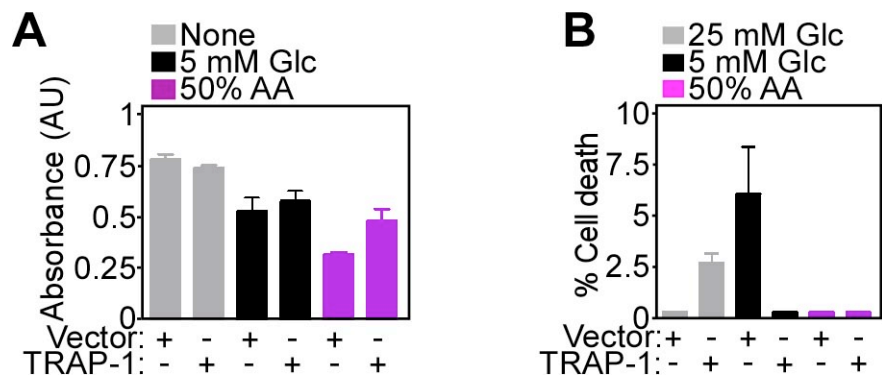 A
None
5 mM Glc
50% AA
Absorbance (AU)
1
0.75
0.5
0.25
0
Vector: + - + - + -
TRAP-1: - + - + - +
B
25 mM Glc
5 mM Glc
50% AA
% Cell death
10
7.5
5
2.5
0
Vector: + - + - + -
TRAP-1: - + - + - +